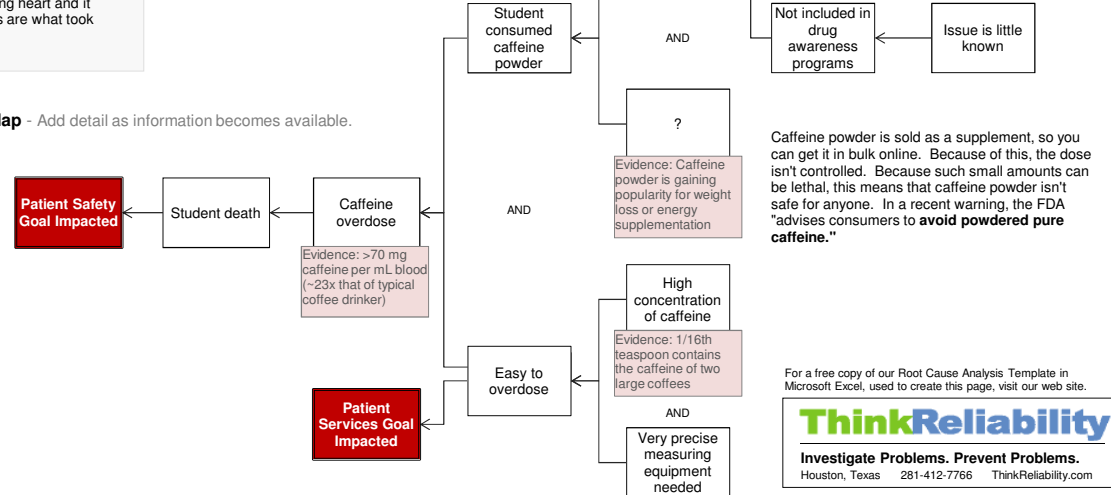 ng heart and it
s are what took
ap - Add detail as information becomes available.
Student
consumed
caffeine
powder
AND
Not included in
drug
awareness
programs
Issue is little
known
?
Evidence: Caffeine
powder is gaining
popularity for weight
loss or energy
supplementation
Caffeine powder is sold as a supplement, so you
can get it in bulk online. Because of this, the dose
isn't controlled. Because such small amounts can
be lethal, this means that caffeine powder isn't
safe for anyone. In a recent warning, the FDA
"advises consumers to avoid powdered pure
caffeine."
Patient Safety
Goal Impacted
Student death
Caffeine
overdose
Evidence: >70 mg
caffeine per mL blood
(~23x that of typical
coffee drinker)
AND
High
concentration
of caffeine
Evidence: 1/16th
teaspoon contains
the caffeine of two
large coffees
Easy to
overdose
Patient
Services Goal
Impacted
AND
Very precise
measuring
equipment
needed
For a free copy of our Root Cause Analysis Template in
Microsoft Excel, used to create this page, visit our web site.
ThinkReliability
Investigate Problems. Prevent Problems.
Houston, Texas 281-412-7766 ThinkReliability.com